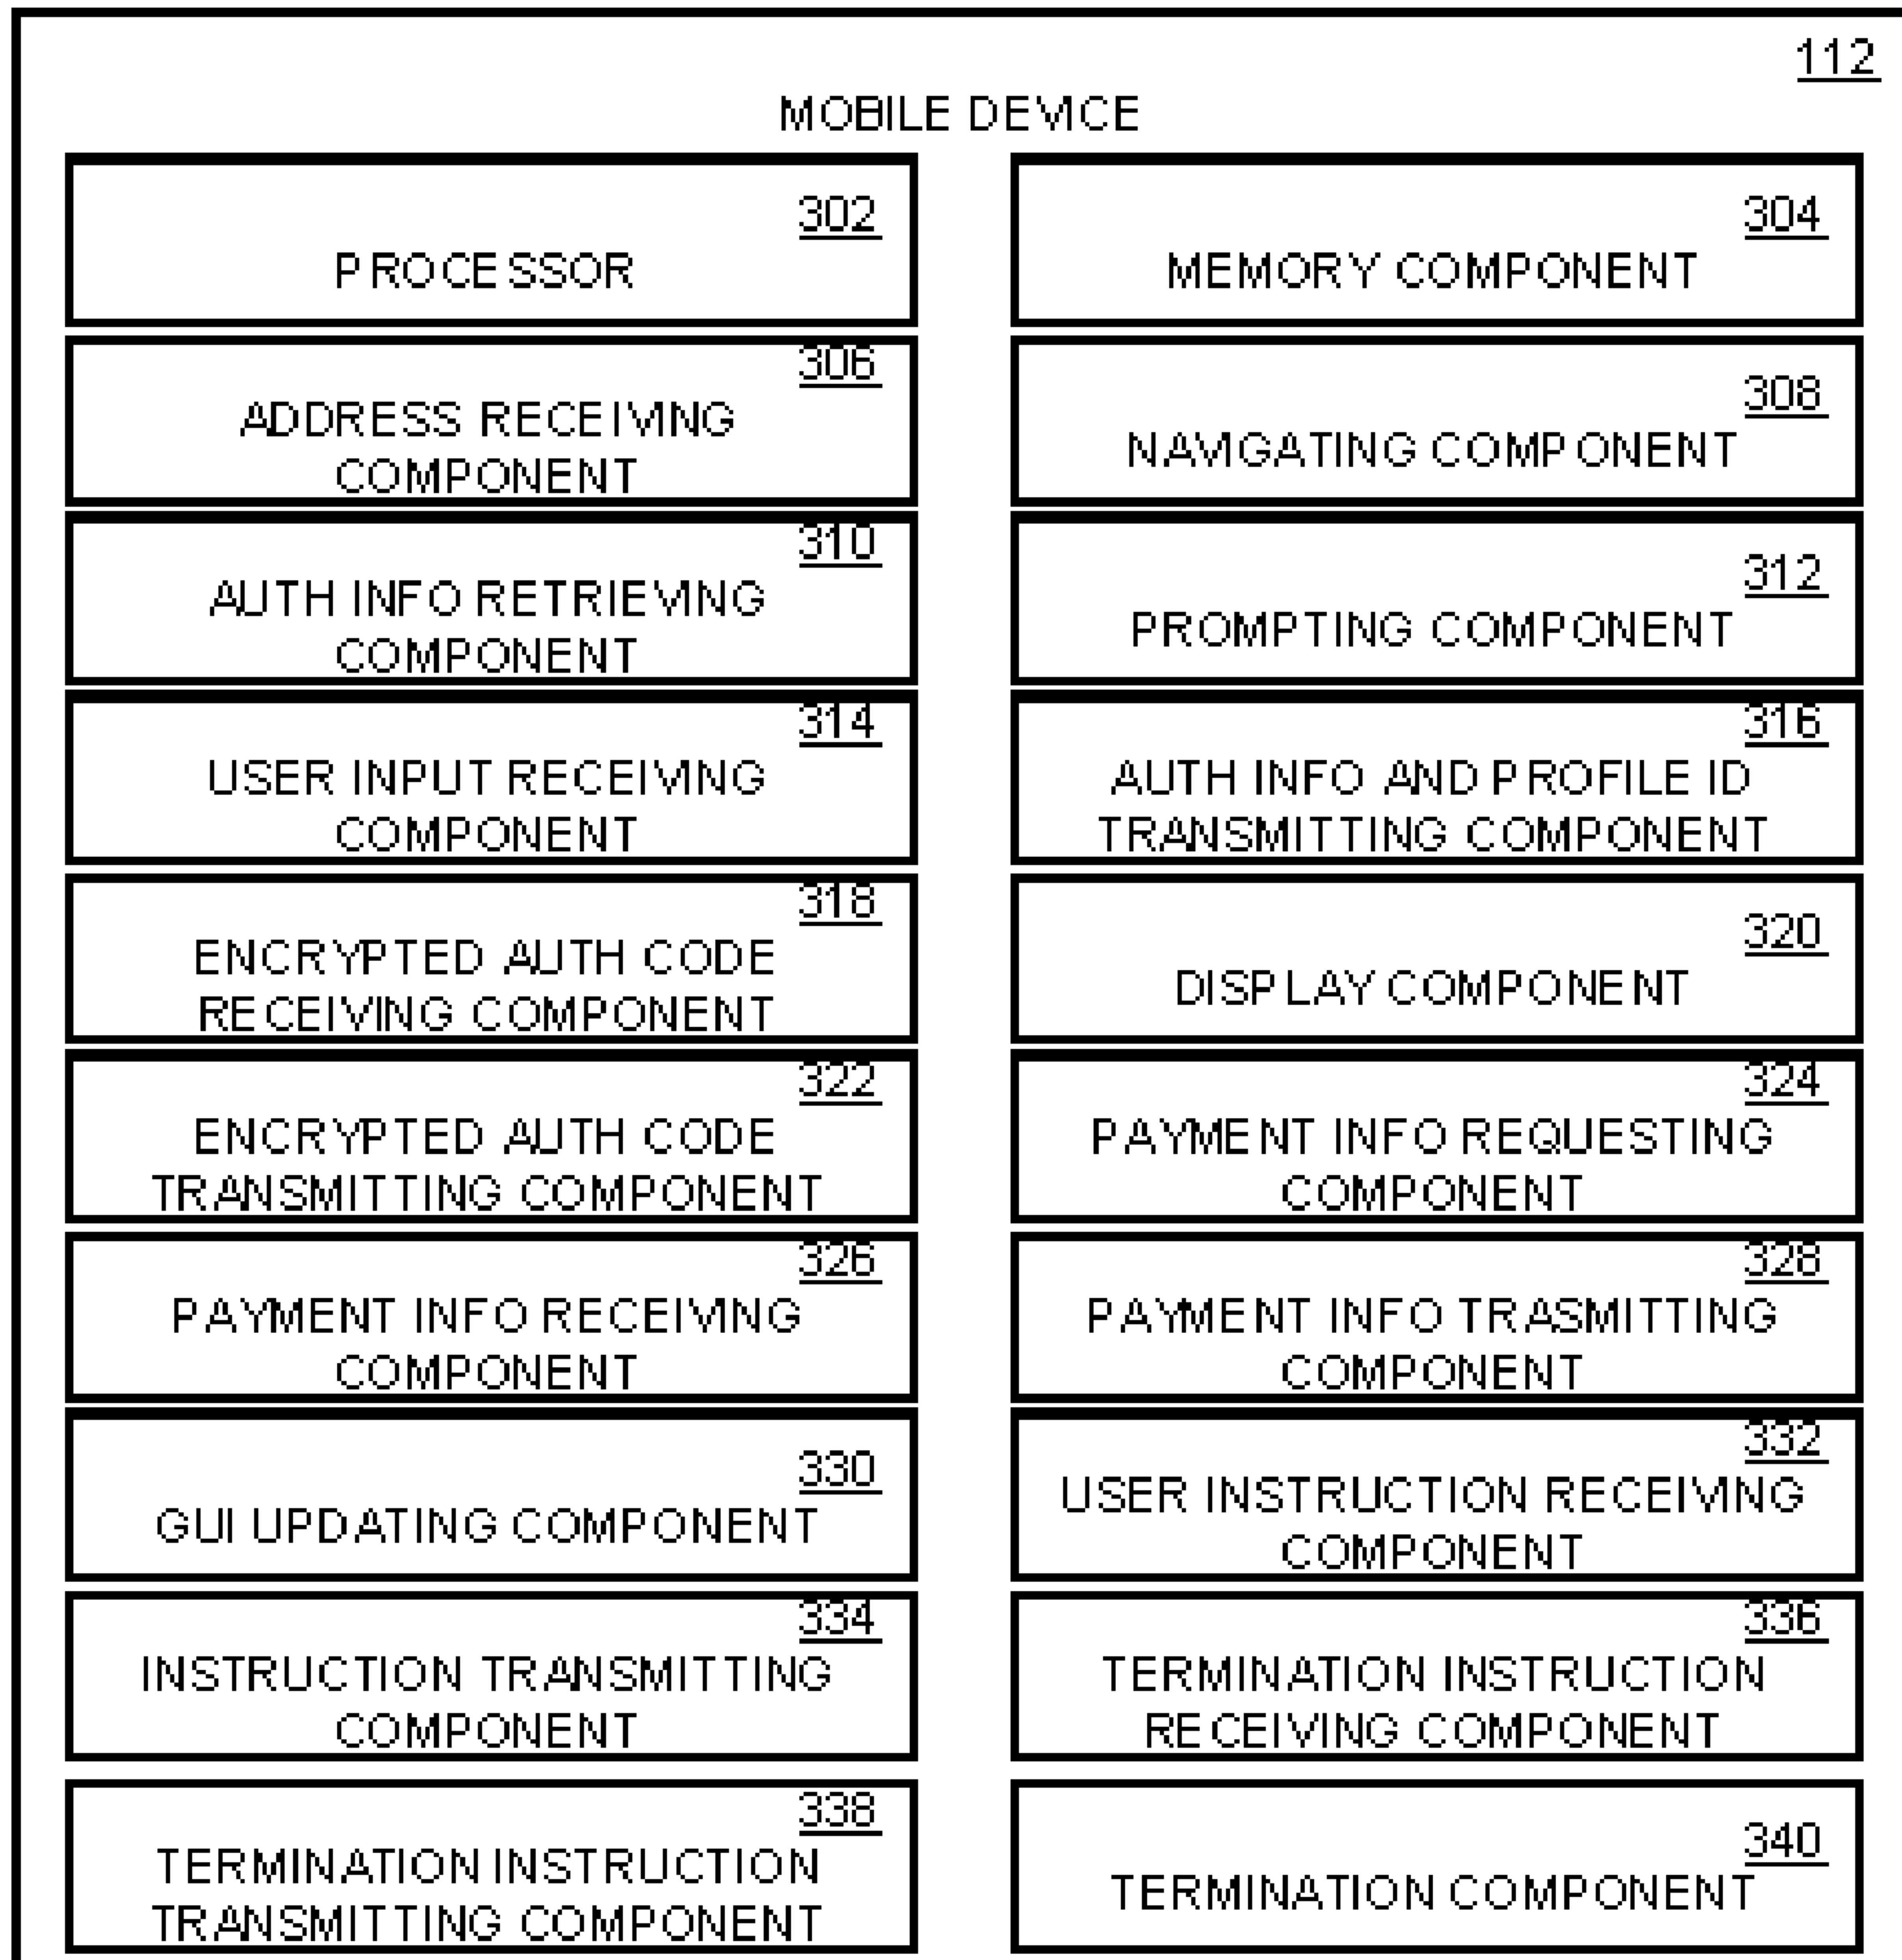 112
MOBILE DEVICE
302
PROCESSOR
304
MEMORY COMPONENT
306
ADDRESS RECEIVING
COMPONENT
308
NAVIGATING COMPONENT
310
AUTH INFO RETRIEVING
COMPONENT
312
PROMPTING COMPONENT
314
USER INPUT RECEIVING
COMPONENT
316
AUTH INFO AND PROFILE ID
TRANSMITTING COMPONENT
318
ENCRYPTED AUTH CODE
RECEIVING COMPONENT
320
DISPLAY COMPONENT
322
ENCRYPTED AUTH CODE
TRANSMITTING COMPONENT
324
PAYMENT INFO REQUESTING
COMPONENT
326
PAYMENT INFO RECEIVING
COMPONENT
328
PAYMENT INFO TRASMITTING
COMPONENT
330
GUI UPDATING COMPONENT
332
USER INSTRUCTION RECEIVING
COMPONENT
334
INSTRUCTION TRANSMITTING
COMPONENT
336
TERMINATION INSTRUCTION
RECEIVING COMPONENT
338
TERMINATION INSTRUCTION
TRANSMITTING COMPONENT
340
TERMINATION COMPONENT